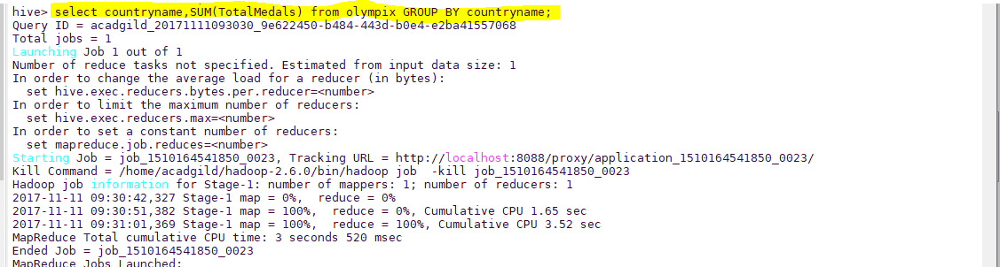 hive> select countryname,SUM(TotalMedals) from olympix GROUP BY countryname;
Query ID = acadgild_20171111093030_9e622450-b484-443d-b0e4-e2ba41557068
Total jobs = 1
Launching Job 1 out of 1
Number of reduce tasks not specified. Estimated from input data size: 1
In order to change the average load for a reducer (in bytes):
  set hive.exec.reducers.bytes.per.reducer=<number>
In order to limit the maximum number of reducers:
  set hive.exec.reducers.max=<number>
In order to set a constant number of reducers:
  set mapreduce.job.reduces=<number>
Starting Job = job_1510164541850_0023, Tracking URL = http://localhost:8088/proxy/application_1510164541850_0023/
Kill Command = /home/acadgild/hadoop-2.6.0/bin/hadoop job  -kill job_1510164541850_0023
Hadoop job information for Stage-1: number of mappers: 1; number of reducers: 1
2017-11-11 09:30:42,327 Stage-1 map = 0%,  reduce = 0%
2017-11-11 09:30:51,382 Stage-1 map = 100%,  reduce = 0%, Cumulative CPU 1.65 sec
2017-11-11 09:31:01,369 Stage-1 map = 100%,  reduce = 100%, Cumulative CPU 3.52 sec
MapReduce Total cumulative CPU time: 3 seconds 520 msec
Ended Job = job_1510164541850_0023
MapReduce Jobs Launched: